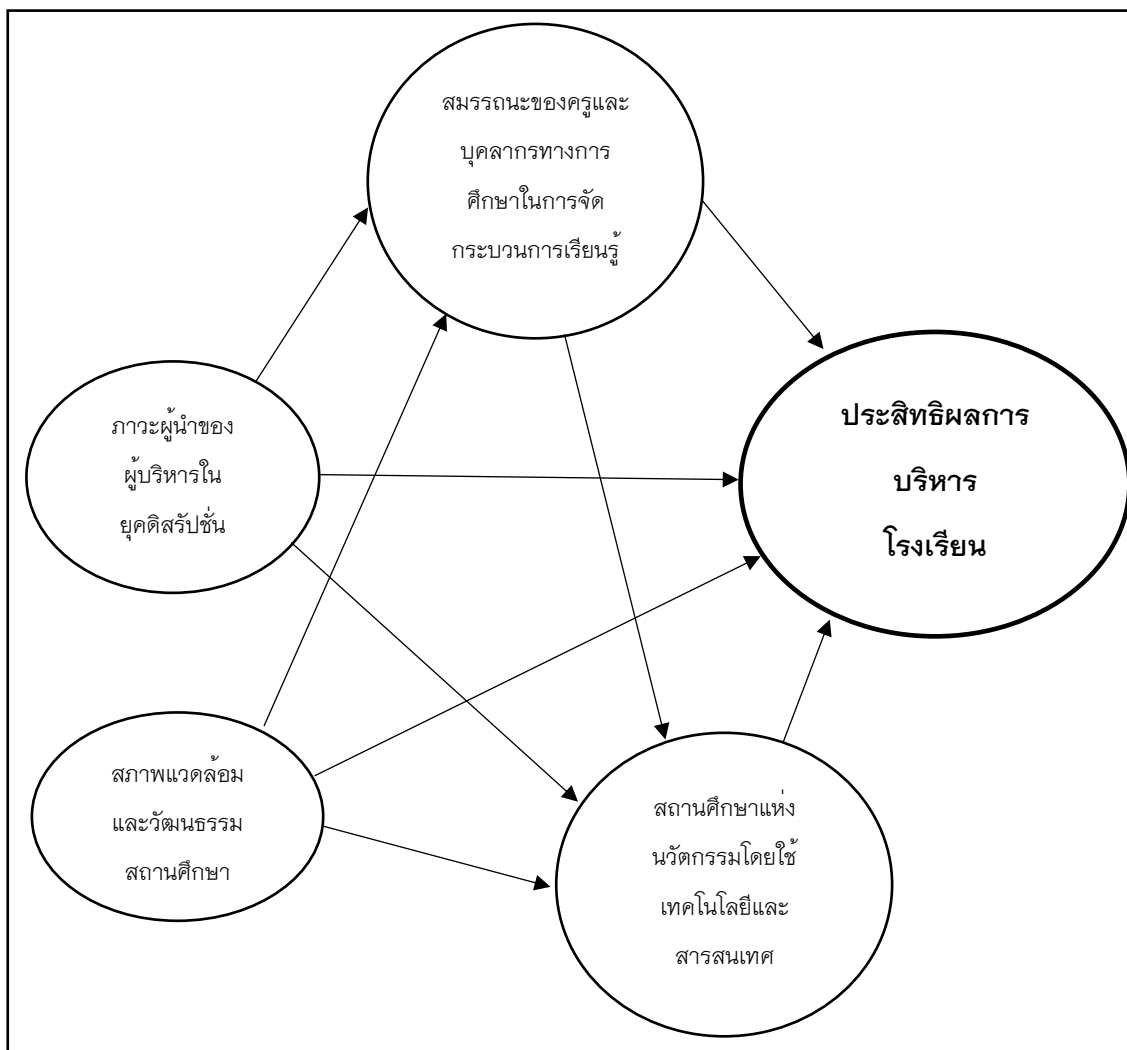 สมรรถนะของครูและ
บุคลากรทางการ
ศึกษาในการจัด
กระบวนการเรียนรู้
ภาวะผู้นำของ
ผู้บริหารใน
ยุคดิสรัปชั่น
ประสิทธิผลการ
บริหาร
โรงเรียน
สภาพแวดล้อม
และวัฒนธรรม
สถานศึกษา
สถานศึกษาแห่ง
นวัตกรรมโดยใช้
เทคโนโลยีและ
สารสนเทศ